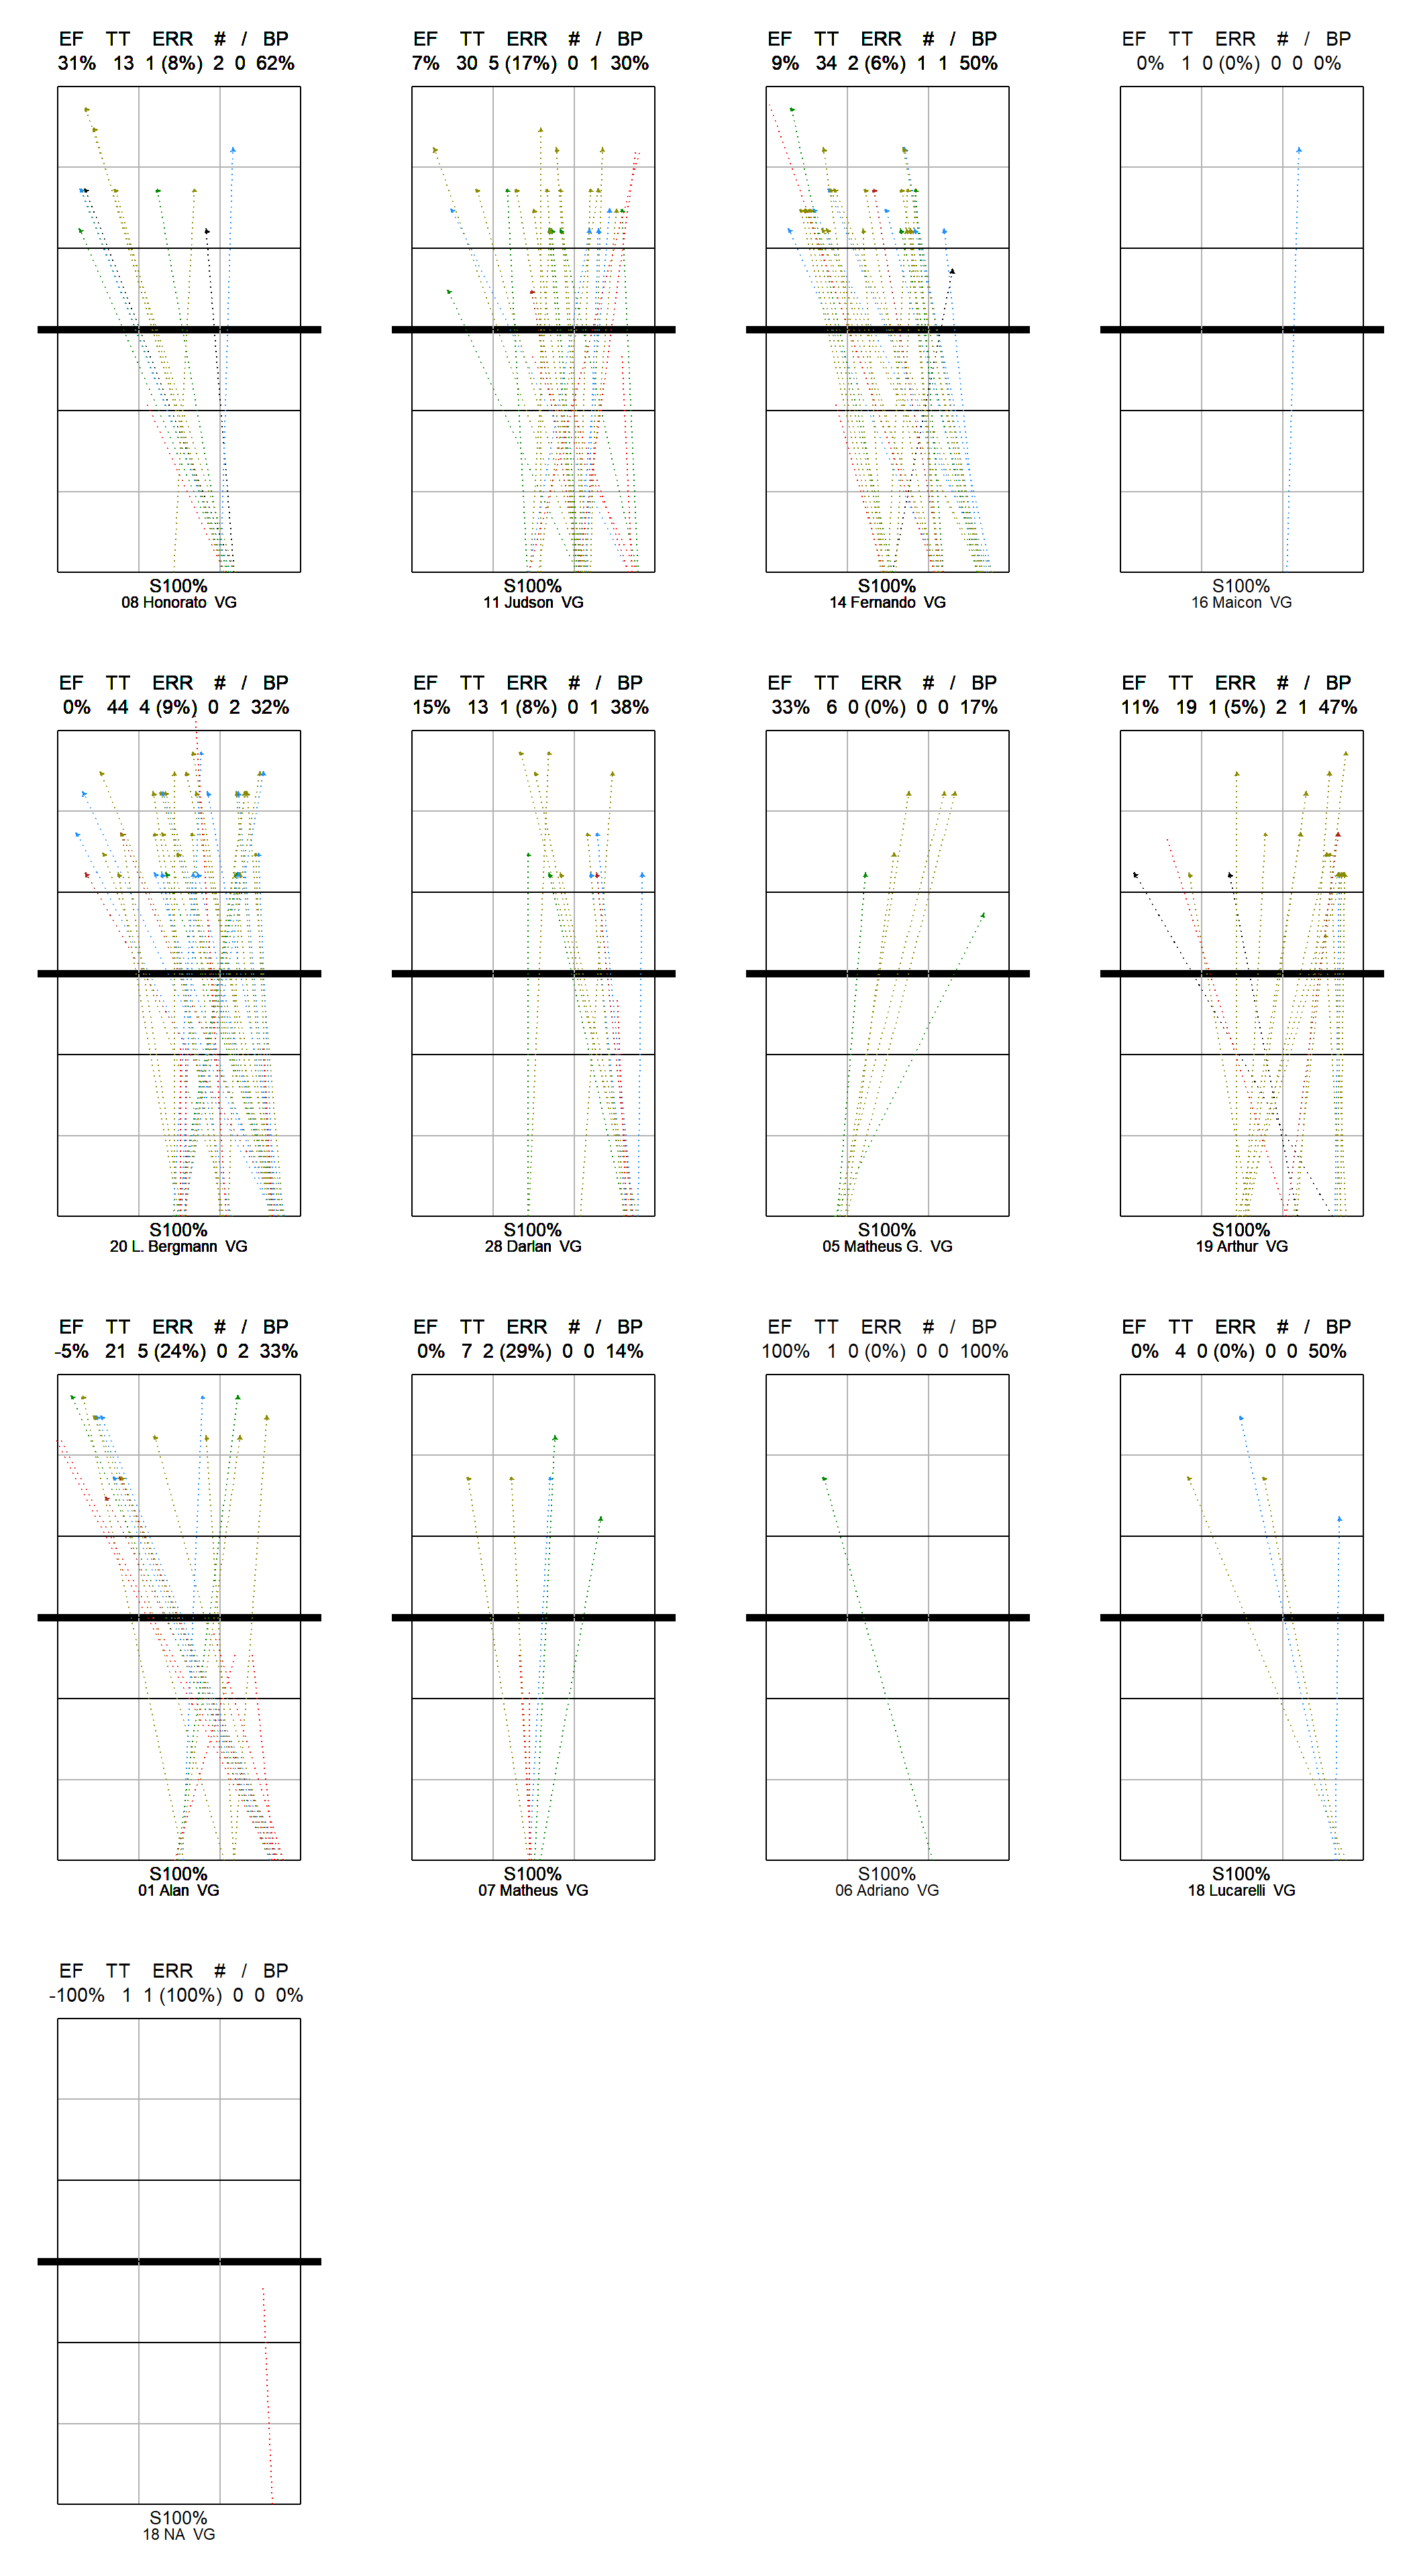 EF TT ERR # / BP
31% 13 1 (8%) 2 0 62%
S100%
08 Honorato VG
EF TT ERR # / BP
7% 30 5 (17%) 0 1 30%
S100%
11 Judson VG
EF TT ERR # / BP
9% 34 2 (6%) 1 1 50%
S100%
14 Fernando VG
EF TT ERR # / BP
0% 1 0 (0%) 0 0 0%
S100%
16 Maicon VG
EF TT ERR # / BP
0% 44 4 (9%) 0 2 32%
S100%
20 L. Bergmann VG
EF TT ERR # / BP
15% 13 1 (8%) 0 1 38%
S100%
28 Darlan VG
EF TT ERR # / BP
33% 6 0 (0%) 0 0 17%
S100%
05 Matheus G. VG
EF TT ERR # / BP
11% 19 1 (5%) 2 1 47%
S100%
19 Arthur VG
EF TT ERR # / BP
-5% 21 5 (24%) 0 2 33%
S100%
01 Alan VG
EF TT ERR # / BP
0% 7 2 (29%) 0 0 14%
S100%
07 Matheus VG
EF TT ERR # / BP
100% 1 0 (0%) 0 0 100%
S100%
06 Adriano VG
EF TT ERR # / BP
0% 4 0 (0%) 0 0 50%
S100%
18 Lucarelli VG
EF TT ERR # / BP
-100% 1 1 (100%) 0 0 0%
S100%
18 NA VG